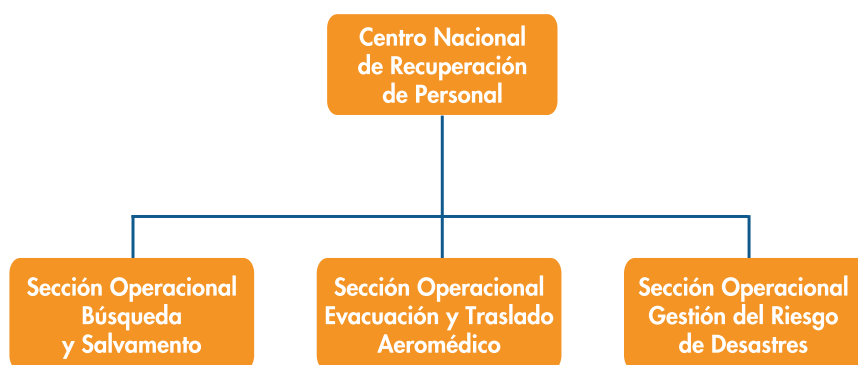 Centro Nacional
de Recuperación
de Personal
Sección Operacional
Búsqueda
y Salvamento
Sección Operacional
Evacuación y Traslado
Aeromédico
Sección Operacional
Gestión del Riesgo
de Desastres